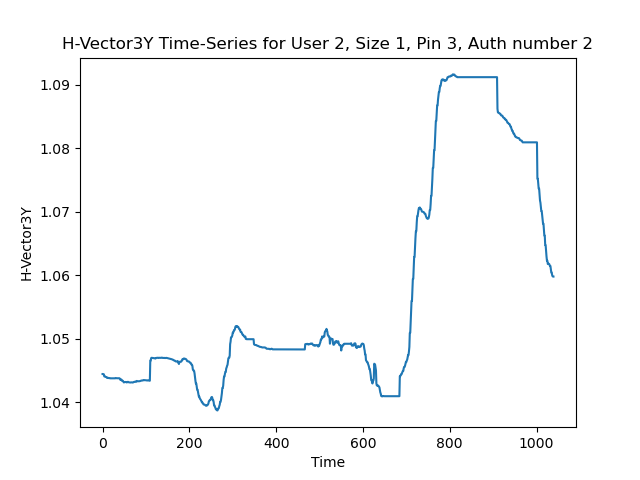 H-Vector3Y Time-Series for User 2, Size 1, Pin 3, Auth number 2
1.09
1.08
1.07
1.06
1.05
1.04
H-Vector3Y
0 200 400 600 800 1000
Time